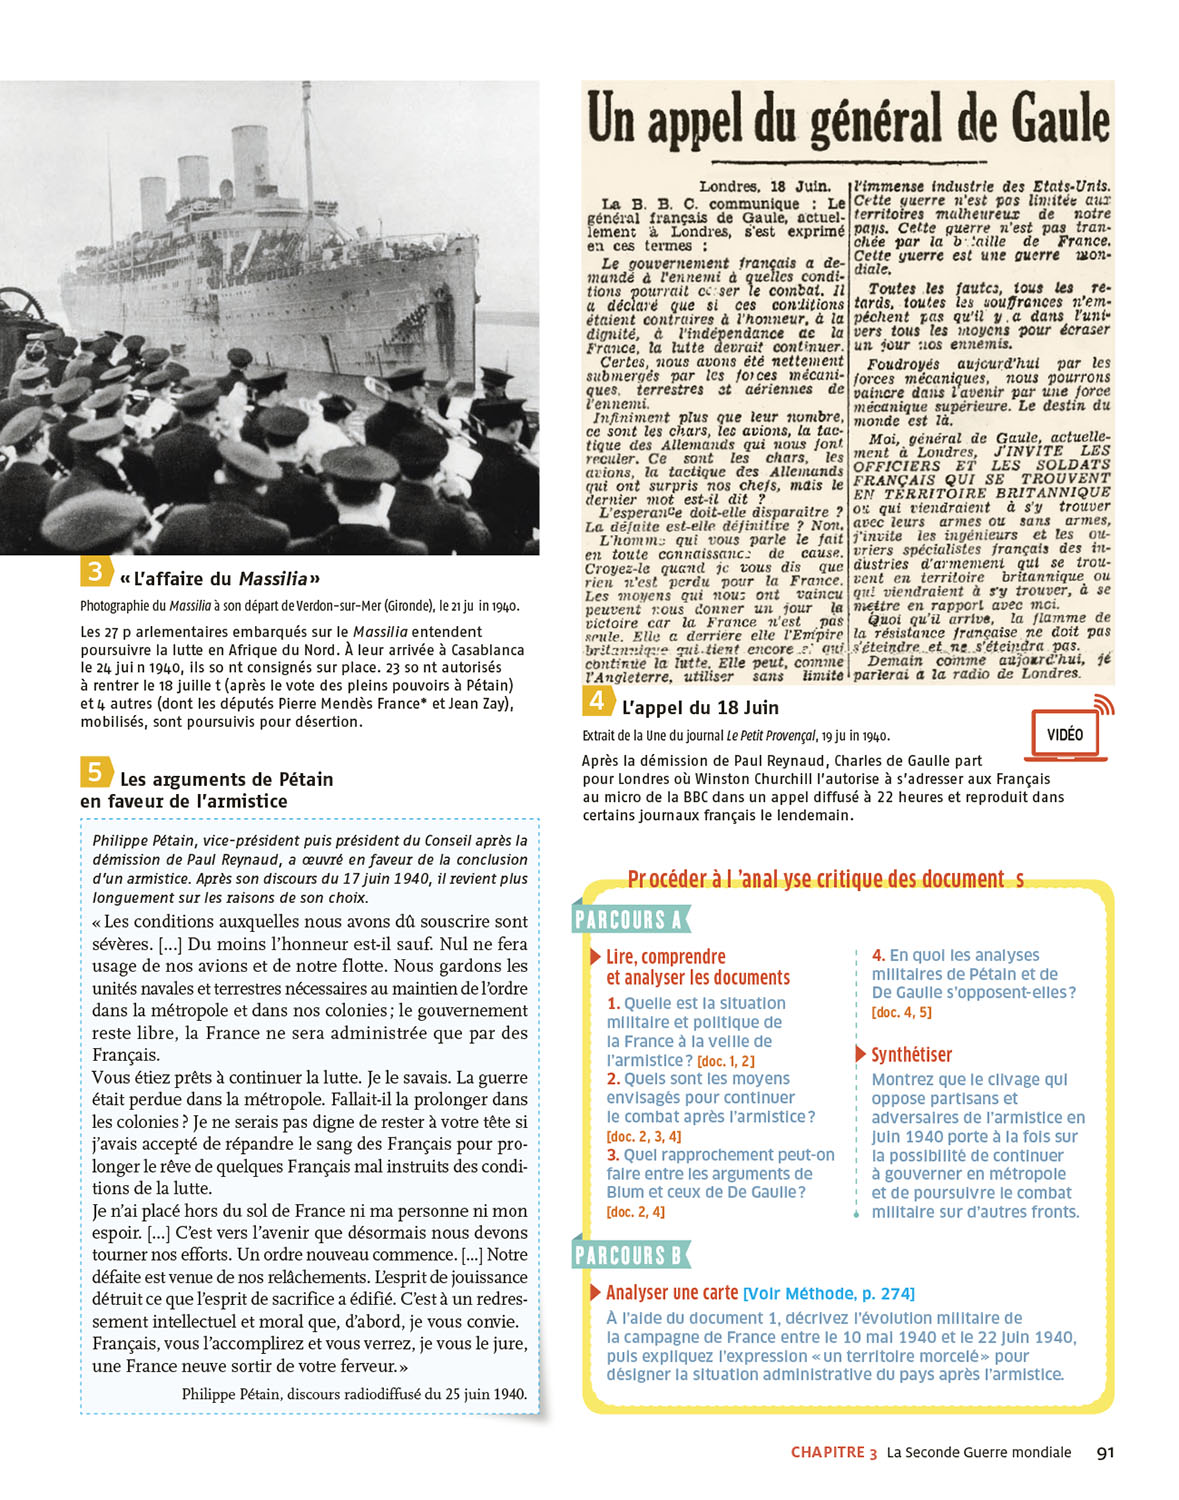 3 « L'affaire du Massilia »
Photographie du Massilia à son départ de Verdon-sur-Mer (Gironde), le 21 ju in 1940.
Les 27 p arlementaires embarqués sur le Massilia entendent
poursuivre la lutte en Afrique du Nord. À leur arrivée à Casablanca
le 24 jui n 1940, ils so nt consignés sur place. 23 so nt autorisés
à rentrer le 18 juille t (après le vote des pleins pouvoirs à Pétain)
et 4 autres (dont les députés Pierre Mendès France* et Jean Zay),
mobilisés, sont poursuivis pour désertion.
5 Les arguments de Pétain
en faveur de l'armistice
Philippe Pétain, vice-président puis président du Conseil après la
démission de Paul Reynaud, a œuvré en faveur de la conclusion
d'un armistice. Après son discours du 17 juin 1940, il revient plus
longuement sur les raisons de son choix.
« Les conditions auxquelles nous avons dû souscrire sont
sévères. [...] Du moins l'honneur est-il sauf. Nul ne fera
usage de nos avions et de notre flotte. Nous gardons les
unités navales et terrestres nécessaires au maintien de l'ordre
dans la métropole et dans nos colonies ; le gouvernement
reste libre, la France ne sera administrée que par des
Français.
Vous étiez prêts à continuer la lutte. Je le savais. La guerre
était perdue dans la métropole. Fallait-il la prolonger dans
les colonies ? Je ne serais pas digne de rester à votre tête si
j'avais accepté de répandre le sang des Français pour pro-
longer le rêve de quelques Français mal instruits des condi-
tions de la lutte.
Je n'ai placé hors du sol de France ni ma personne ni mon
espoir. [...] C'est vers l'avenir que désormais nous devons
tourner nos efforts. Un ordre nouveau commence. [...] Notre
défaite est venue de nos relâchements. L'esprit de jouissance
détruit ce que l'esprit de sacrifice a édifié. C'est à un redres-
sement intellectuel et moral que, d'abord, je vous convie.
Français, vous l'accomplirez et vous verrez, je vous le jure,
une France neuve sortir de votre ferveur. »
Philippe Pétain, discours radiodiffusé du 25 juin 1940.
Un appel du général de Gaule
Londres, 18 Juin.
La B. B. C. communique : Le
général français de Gaule, actuel-
lement à Londres, s'est exprimé
en ces termes :
Le gouvernement français a de-
mandé à l'ennemi à quelles condi-
tions pourrait cesser le combat. Il
a déclaré que si ces conditions
étaient contraires à l'honneur, à la
dignité, à l'indépendance de la
France, la lutte devrait continuer.
Certes, nous avons été nettement
submergés par les forces mécani-
ques, terrestres et aériennes de
l'ennemi.
Infiniment plus que leur nombre,
ce sont les chars, les avions, la tac-
tique des Allemands qui nous font
reculer. Ce sont les chars, les
avions, la tactique des Allemands
qui ont surpris nos chefs, mais le
dernier mot est-il dit ?
L'espérance doit-elle disparaître ?
La défaite est-elle définitive ? Non.
L'homme qui vous parle le fait
en toute connaissance de cause.
Croyez-le quand je vous dis que
rien n'est perdu pour la France.
Les moyens qui nous ont vaincu
peuvent nous donner un jour la
victoire car la France n'est pas
seule. Elle a derrière elle l'Empire
britannique qui tient encore et qui
continue la lutte. Elle peut, comme
l'Angleterre, utiliser sans limite
l'immense industrie des Etats-Unis.
Cette guerre n'est pas limitée aux
territoires malheureux de notre
pays. Cette guerre n'est pas tran-
chée par la bataille de France.
Cette guerre est une guerre mon-
diale.
Toutes les fautes, tous les re-
tards, toutes les souffrances n'em-
pêchent pas qu'il y a dans l'uni-
vers tous les moyens pour écraser
un jour nos ennemis.
Foudroyés aujourd'hui par les
forces mécaniques, nous pourrons
vaincre dans l'avenir par une force
mécanique supérieure. Le destin du
monde est là.
Moi, général de Gaule, actuelle-
ment à Londres, J'INVITE LES
OFFICIERS ET LES SOLDATS
FRANÇAIS QUI SE TROUVENT
EN TERRITOIRE BRITANNIQUE
ou qui viendraient à s'y trouver
avec leurs armes ou sans armes,
j'invite les ingénieurs et les ou-
vriers spécialistes français des in-
dustries d'armement qui se trou-
vent en territoire britannique ou
qui viendraient à s'y trouver, à se
mettre en rapport avec moi.
Quoi qu'il arrive, la flamme de
la résistance française ne doit pas
s'éteindre et ne s'éteindra pas.
Demain comme aujourd'hui, je
parlerai à la radio de Londres.
4 L'appel du 18 Juin
Extrait de la Une du journal Le Petit Provençal, 19 ju in 1940.
VIDÉO
Après la démission de Paul Reynaud, Charles de Gaulle part
pour Londres où Winston Churchill l'autorise à s'adresser aux Français
au micro de la BBC dans un appel diffusé à 22 heures et reproduit dans
certains journaux français le lendemain.
Pr océder à l 'anal yse critique des document s
PARCOURS A
Lire, comprendre
et analyser les documents
1. Quelle est la situation
militaire et politique de
la France à la veille de
l'armistice ? [doc. 1, 2]
2. Quels sont les moyens
envisagés pour continuer
le combat après l'armistice ?
[doc. 2, 3, 4]
3. Quel rapprochement peut-on
faire entre les arguments de
Blum et ceux de De Gaulle ?
[doc. 2, 4]
4. En quoi les analyses
militaires de Pétain et de
De Gaulle s'opposent-elles ?
[doc. 4, 5]
Synthétiser
Montrez que le clivage qui
oppose partisans et
adversaires de l'armistice en
juin 1940 porte à la fois sur
la possibilité de continuer
à gouverner en métropole
et de poursuivre le combat
militaire sur d'autres fronts.
PARCOURS B
Analyser une carte [Voir Méthode, p. 274]
À l'aide du document 1, décrivez l'évolution militaire de
la campagne de France entre le 10 mai 1940 et le 22 juin 1940,
puis expliquez l'expression « un territoire morcelé » pour
désigner la situation administrative du pays après l'armistice.
CHAPITRE 3 La Seconde Guerre mondiale 91